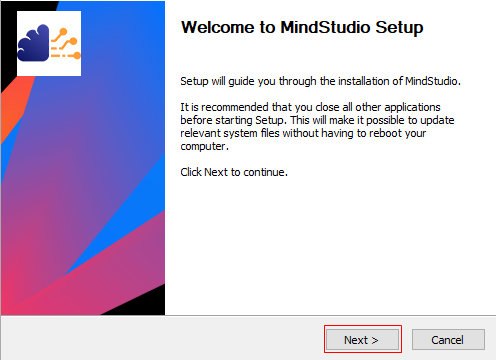 Welcome to MindStudio Setup
Setup will guide you through the installation of MindStudio.
It is recommended that you close all other applications
before starting Setup. This will make it possible to update
relevant system files without having to reboot your
computer.
Click Next to continue.
Next >
Cancel